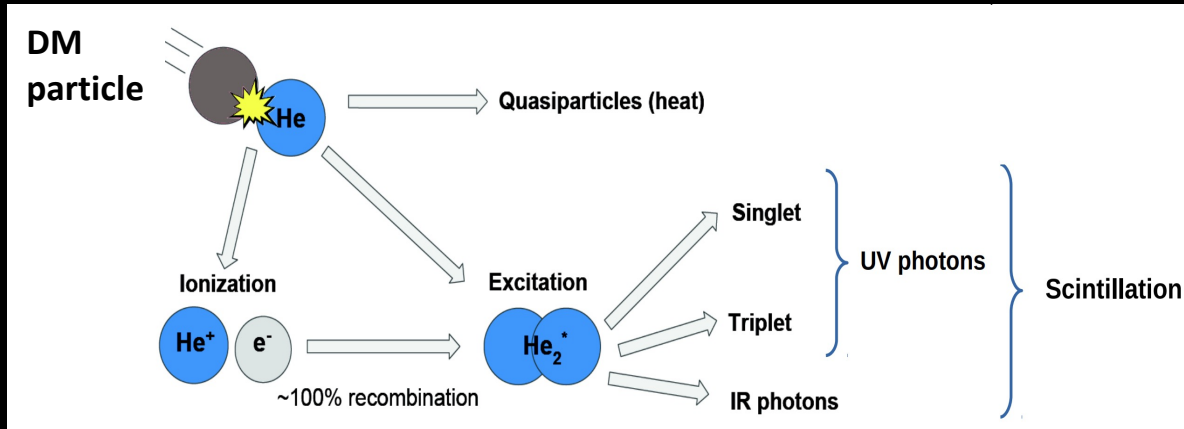 DM
particle
He
Quasiparticles (heat)
Singlet
UV photons
Ionization
Excitation
Scintillation
He+
e-
He2*
Triplet
~100% recombination
IR photons